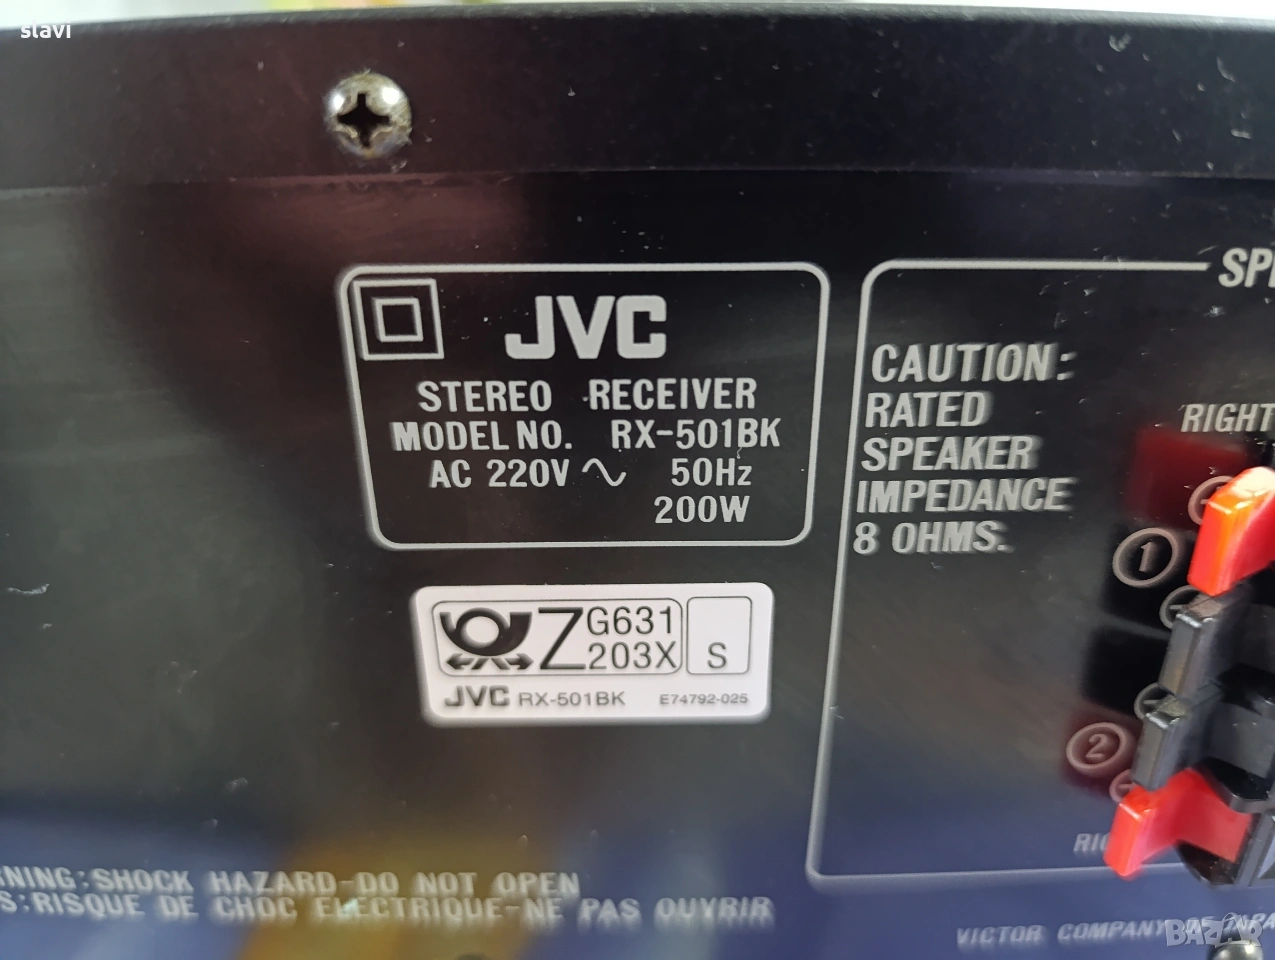 slavi
JVC
STEREO RECEIVER
MODEL NO. RX-501BK
AC 220V ∿ 50Hz
200W
CAUTION:
RATED
SPEAKER
IMPEDANCE
8 OHMS.
RIGHT
1
2
ZG631
203X
S
JVC RX-501BK E74792-025
:SHOCK HAZARD-DO NOT OPEN
:RISQUE DE CHOC ELECTRIQUE-NE PAS OUVRIR
VICTOR COMPANY OF